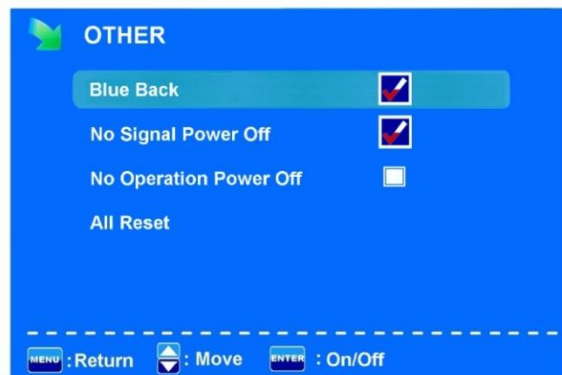 OTHER
Blue Back
No Signal Power Off
No Operation Power Off
All Reset
MENU :Return : Move ENTER : On/Off